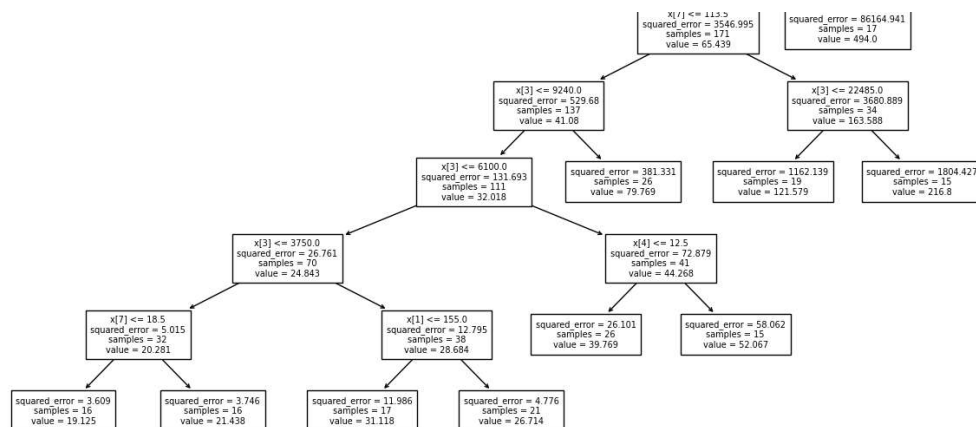 x[7] <= 113.5
squared_error = 3546.995
samples = 171
value = 65.439
squared_error = 86164.941
samples = 17
value = 494.0
x[3] <= 9240.0
squared_error = 529.68
samples = 137
value = 41.08
x[3] <= 22485.0
squared_error = 3680.889
samples = 34
value = 163.588
x[3] <= 6100.0
squared_error = 131.693
samples = 111
value = 32.018
squared_error = 381.331
samples = 26
value = 79.769
squared_error = 1162.139
samples = 19
value = 121.579
squared_error = 1804.427
samples = 15
value = 216.8
x[3] <= 3750.0
squared_error = 26.761
samples = 70
value = 24.843
x[4] <= 12.5
squared_error = 72.879
samples = 41
value = 44.268
x[7] <= 18.5
squared_error = 5.015
samples = 32
value = 20.281
x[1] <= 155.0
squared_error = 12.795
samples = 38
value = 28.684
squared_error = 26.101
samples = 26
value = 39.769
squared_error = 58.062
samples = 15
value = 52.067
squared_error = 3.609
samples = 16
value = 19.125
squared_error = 3.746
samples = 16
value = 21.438
squared_error = 11.986
samples = 17
value = 31.118
squared_error = 4.776
samples = 21
value = 26.714